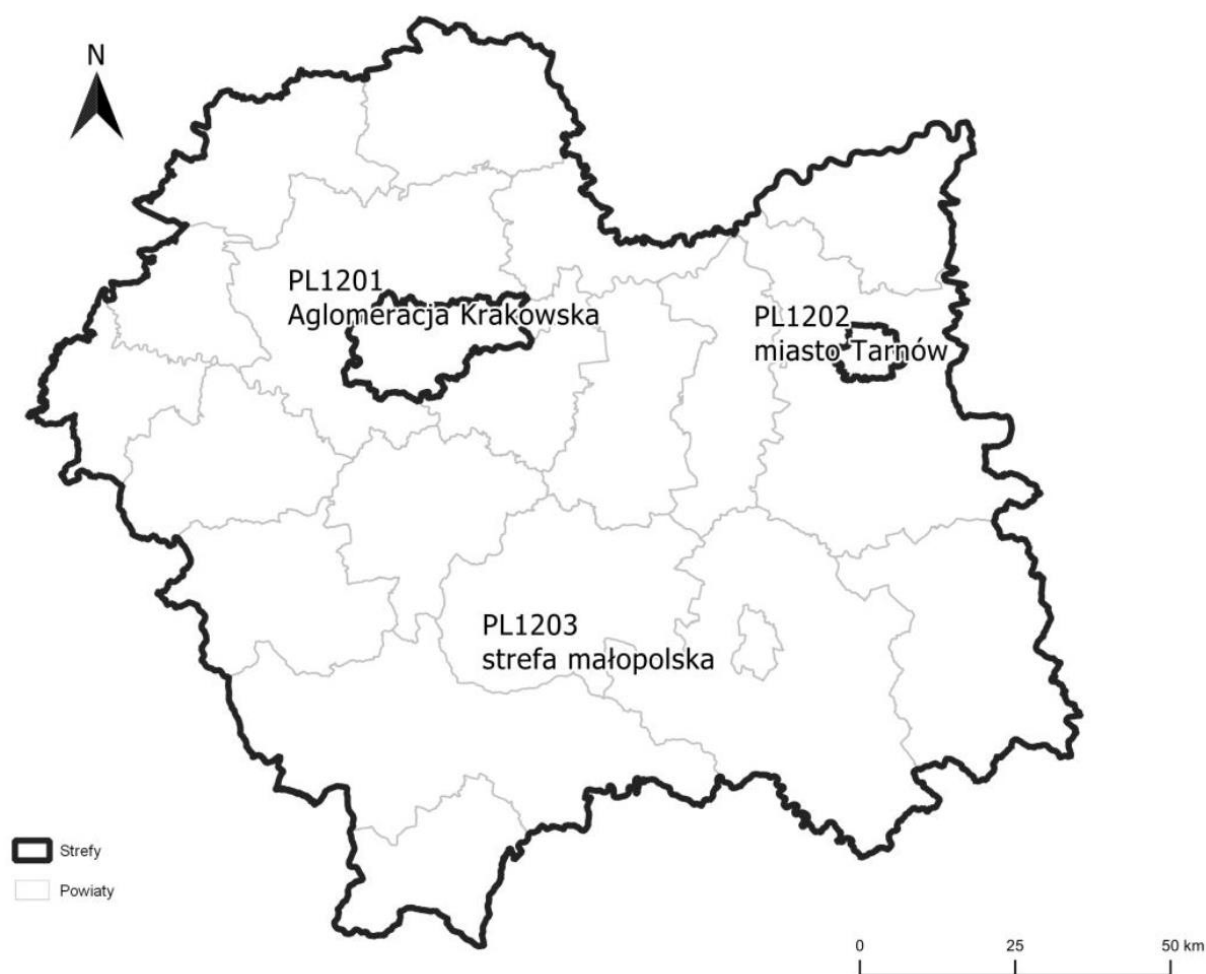 N
PL1201
Aglomeracja Krakowska
PL1202
miasto Tarnów
PL1203
strefa małopolska
Strefy
Powiaty
0 25 50 km